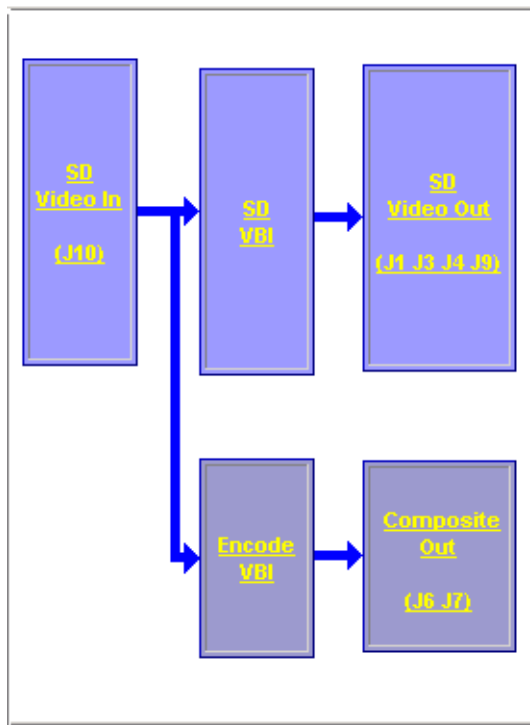 SD
Video In
(J10)
SD
VBI
SD
Video Out
(J1 J3 J4 J9)
Encode
VBI
Composite
Out
(J6 J7)